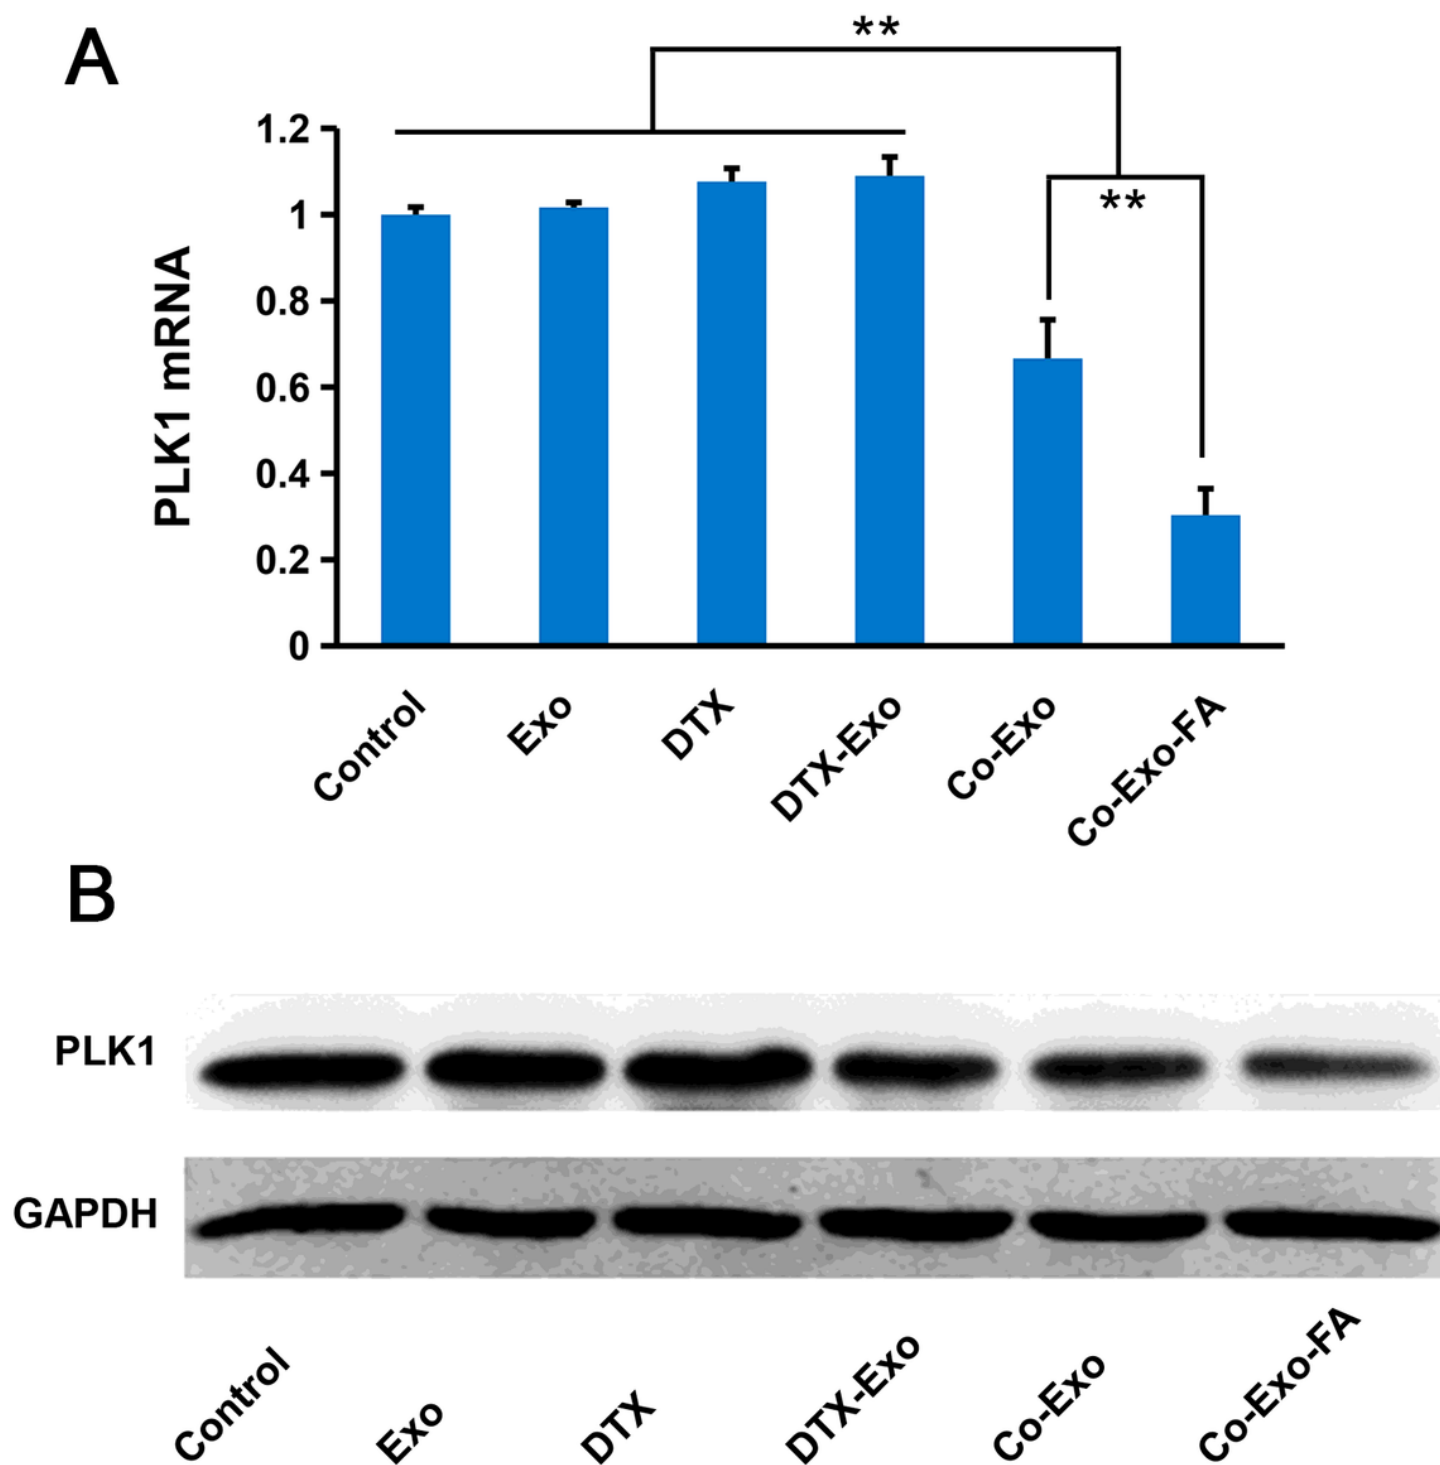 A
**
1.2
1
**
0.8
0.6
0.4
0.2
0
PLK1 mRNA
Control
Exo
DTX
DTX-Exo
Co-Exo
Co-Exo-FA
B
PLK1
GAPDH
Control
Exo
DTX
DTX-Exo
Co-Exo
Co-Exo-FA